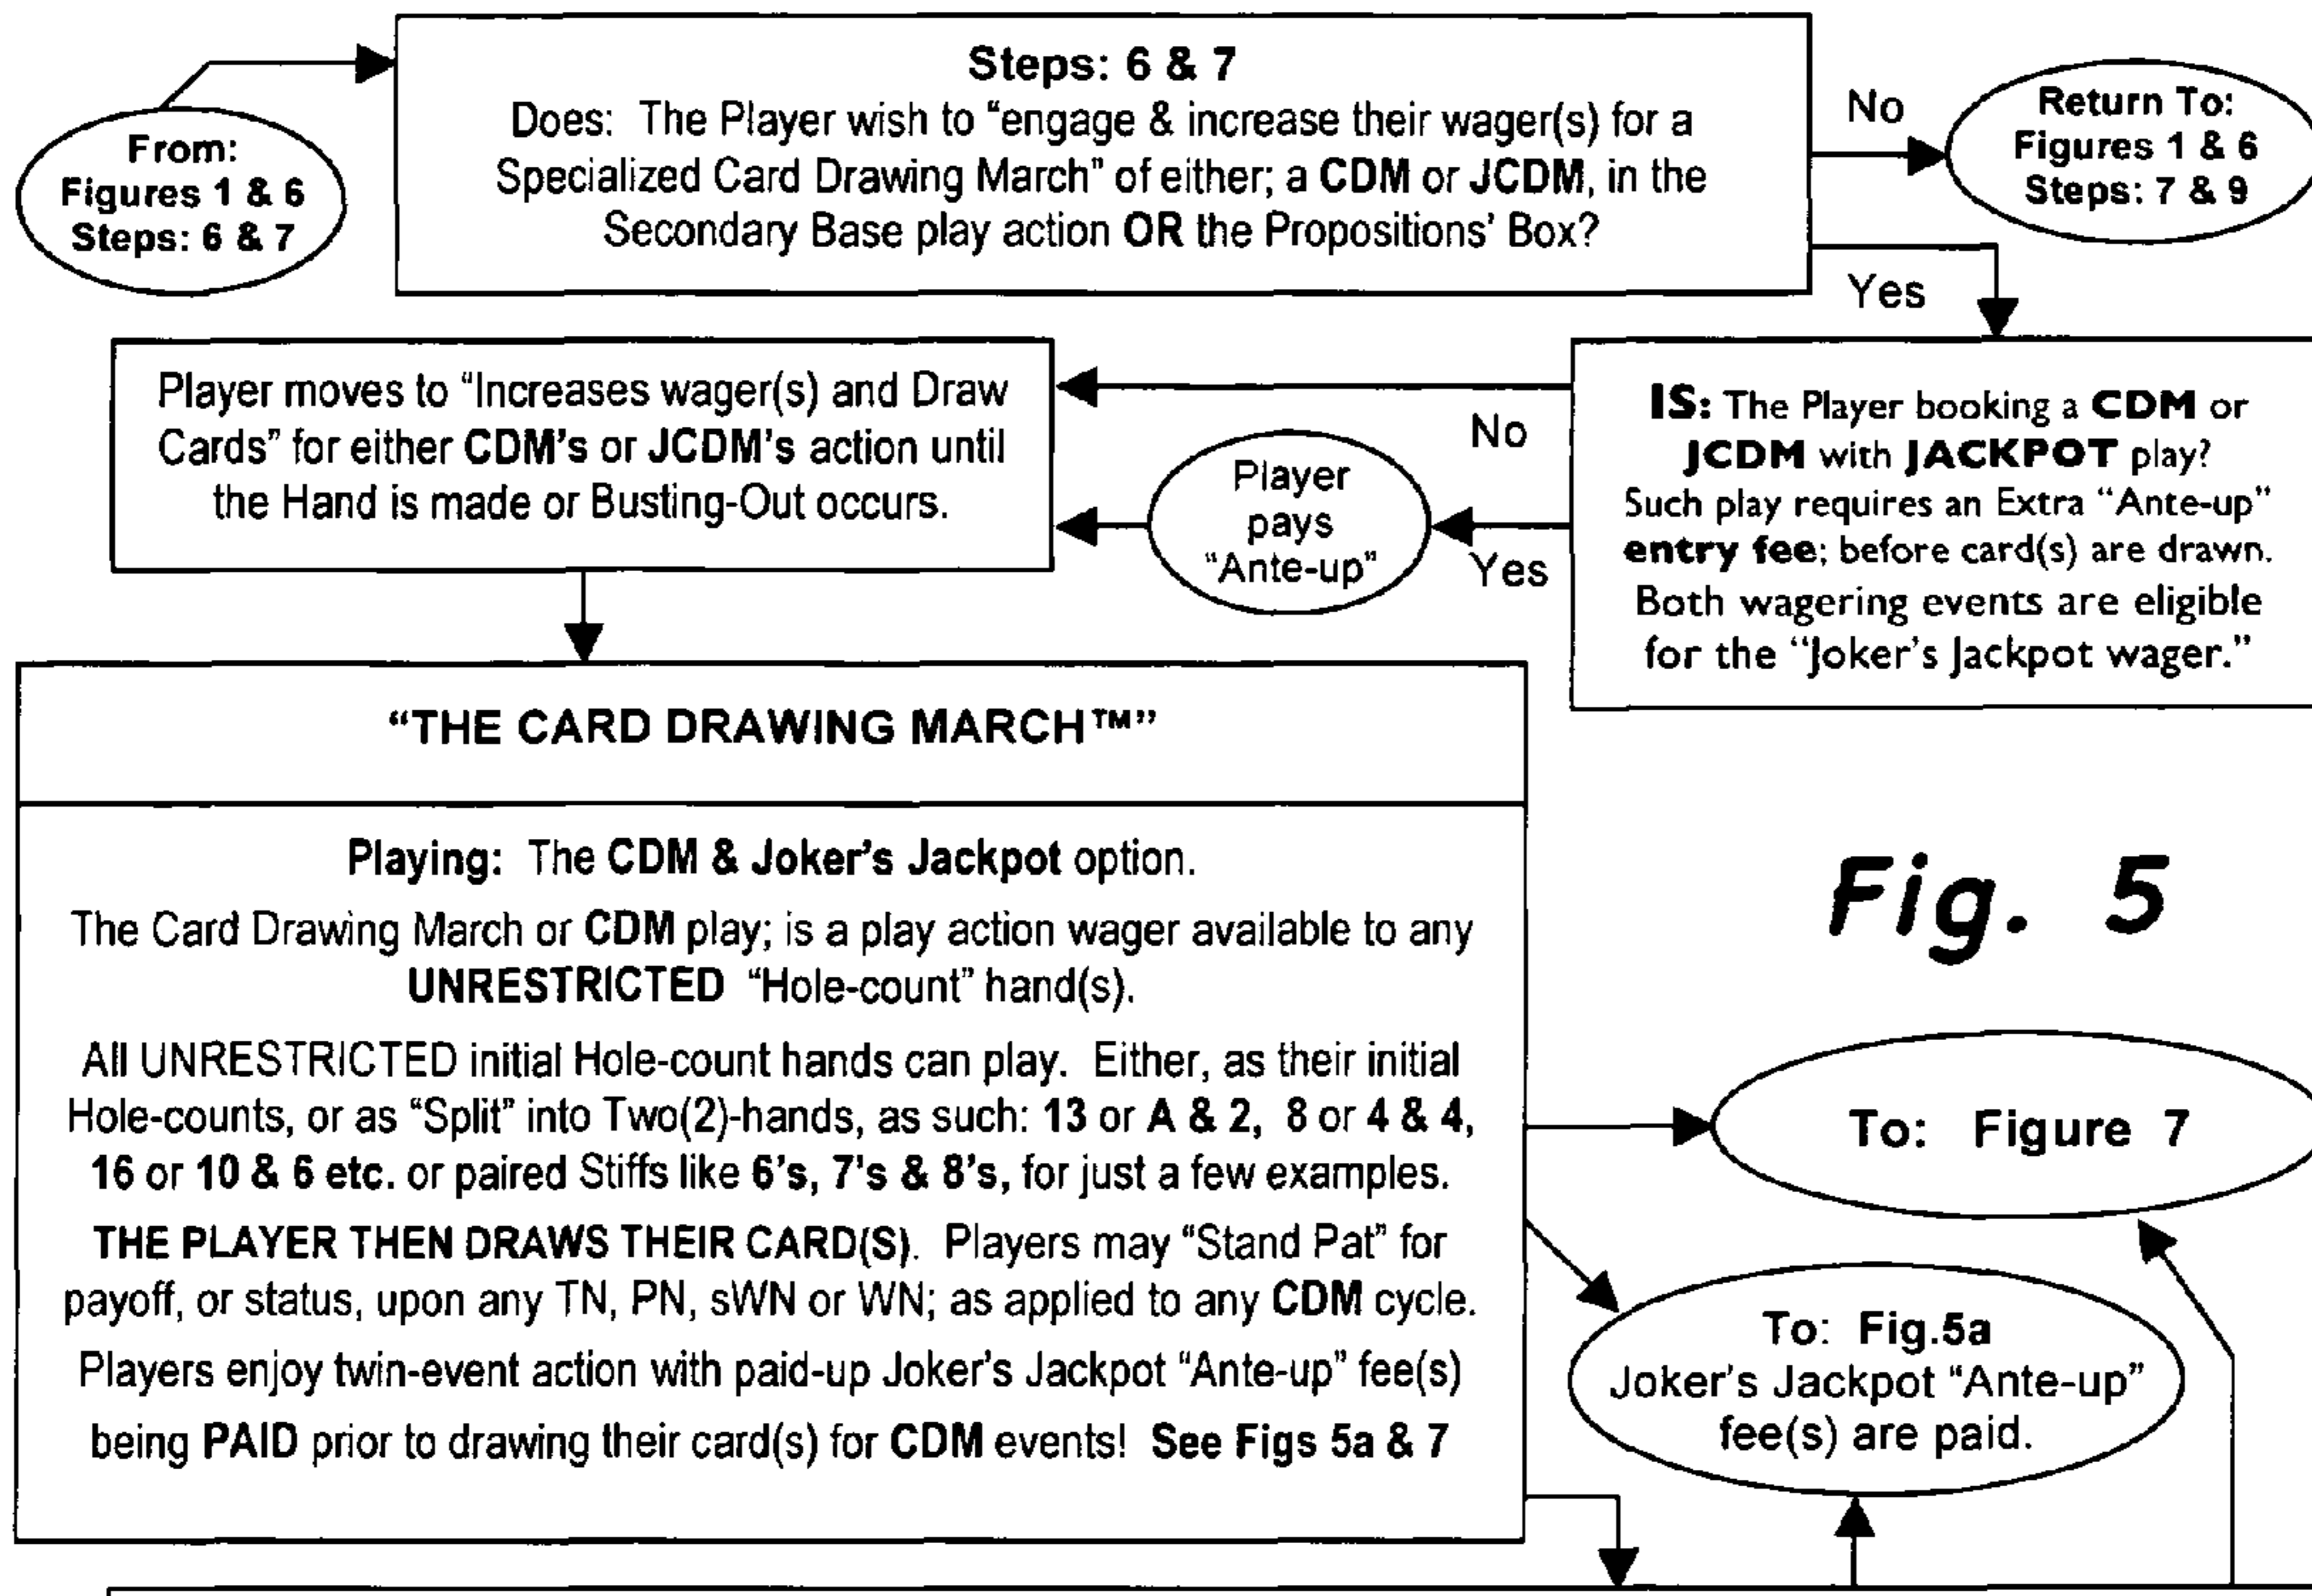 Steps: 6 & 7
Does: The Player wish to "engage & increase their wager(s) for a
Specialized Card Drawing March" of either; a CDM or JCDM, in the
Secondary Base play action OR the Propositions' Box?
From:
Figures 1 & 6
Steps: 6 & 7
No
Return To:
Figures 1 & 6
Steps: 7 & 9
Yes
IS: The Player booking a CDM or
JCDM with JACKPOT play?
Such play requires an Extra "Ante-up"
entry fee; before card(s) are drawn.
Both wagering events are eligible
for the "Joker's Jackpot wager."
No
Yes
Player
pays
"Ante-up"
Player moves to "Increases wager(s) and Draw
Cards" for either CDM's or JCDM's action until
the Hand is made or Busting-Out occurs.
"THE CARD DRAWING MARCH™"
Playing: The CDM & Joker's Jackpot option.
The Card Drawing March or CDM play; is a play action wager available to any
UNRESTRICTED "Hole-count" hand(s).
All UNRESTRICTED initial Hole-count hands can play. Either, as their initial
Hole-counts, or as "Split" into Two(2)-hands, as such: 13 or A & 2, 8 or 4 & 4,
16 or 10 & 6 etc. or paired Stiffs like 6's, 7's & 8's, for just a few examples.
THE PLAYER THEN DRAWS THEIR CARD(S). Players may "Stand Pat" for
payoff, or status, upon any TN, PN, sWN or WN; as applied to any CDM cycle.
Players enjoy twin-event action with paid-up Joker's Jackpot "Ante-up" fee(s)
being PAID prior to drawing their card(s) for CDM events! See Figs 5a & 7
Fig. 5
To: Figure 7
To: Fig.5a
Joker's Jackpot "Ante-up"
fee(s) are paid.